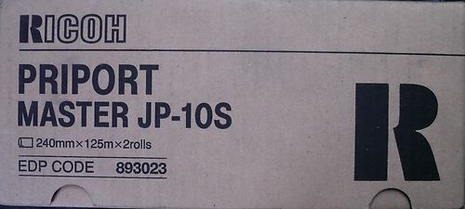 RICOH
PRIPORT
MASTER JP-10S
240mm×125m×2rolls
EDP CODE 893023
R